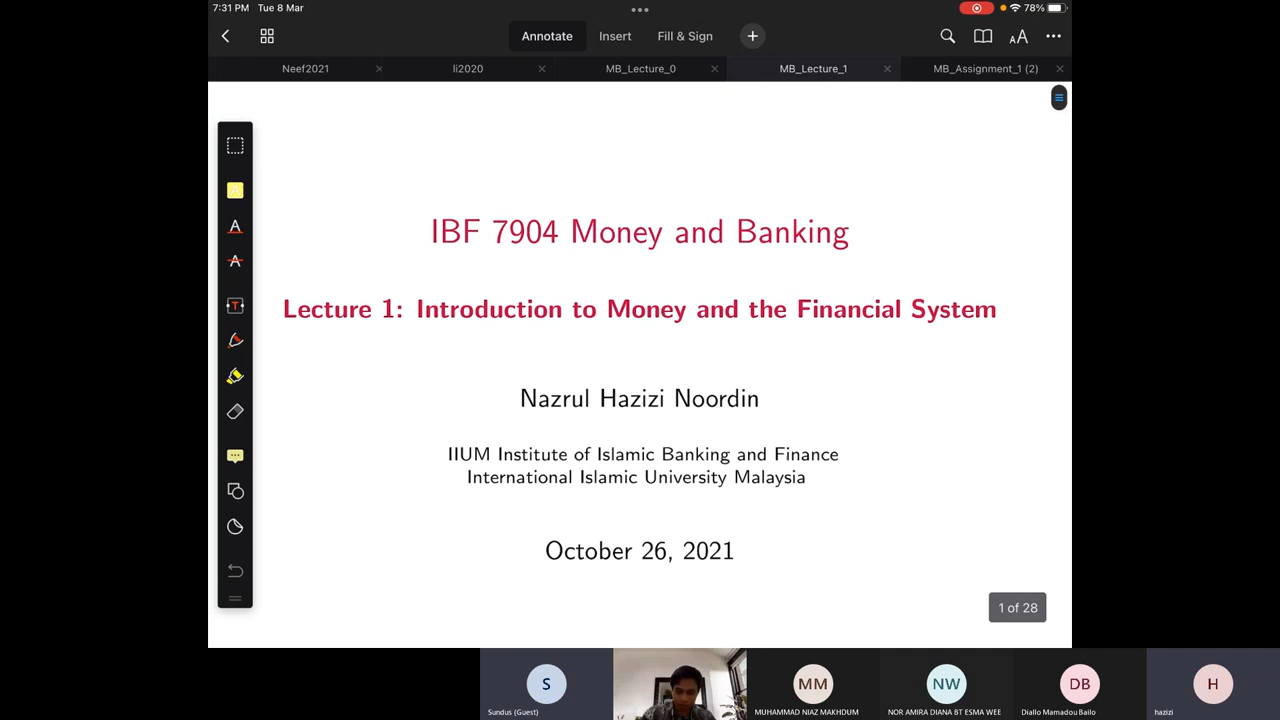 7:31 PM Tue 8 Mar
78%
Annotate Insert Fill & Sign
AA
Neef2021 li2020 MB_Lecture_0 MB_Lecture_1 MB_Assignment_1 (2)
A
A
A
T
IBF 7904 Money and Banking
Lecture 1: Introduction to Money and the Financial System
Nazrul Hazizi Noordin
IIUM Institute of Islamic Banking and Finance
International Islamic University Malaysia
October 26, 2021
1 of 28
S MM NW DB H
Sundus (Guest) MUHAMMAD NIAZ MAKHDUM NOR AMIRA DIANA BT ESMA WEE Diallo Mamadou Bailo hazizi